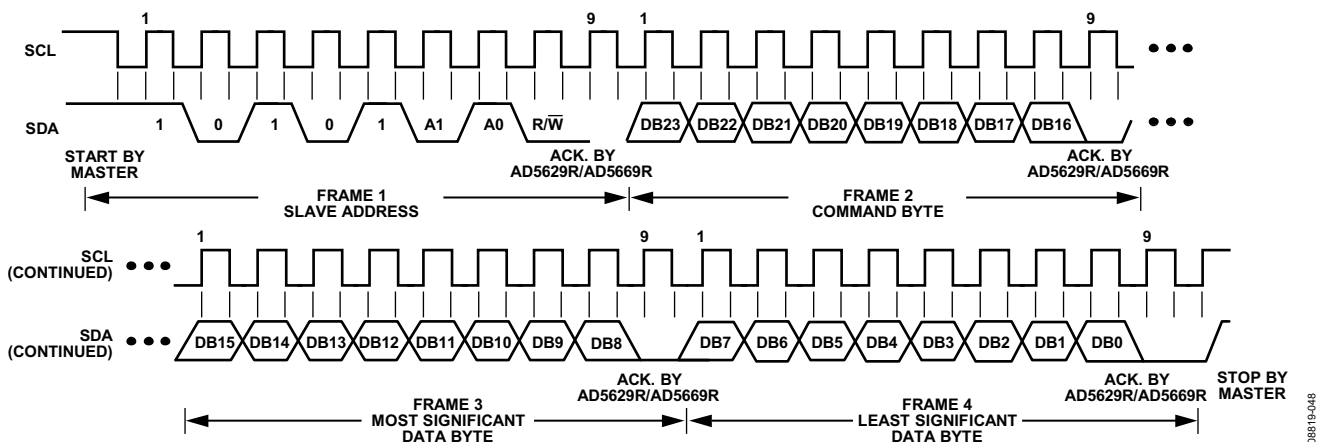 1 9 1 9
SCL
SDA
1 0 1 0 1 A1 A0 R/W̅
DB23 DB22 DB21 DB20 DB19 DB18 DB17 DB16
START BY
MASTER
ACK. BY
AD5629R/AD5669R
ACK. BY
AD5629R/AD5669R
FRAME 1
SLAVE ADDRESS
FRAME 2
COMMAND BYTE
1 9 1 9
SCL
(CONTINUED)
SDA
(CONTINUED)
DB15 DB14 DB13 DB12 DB11 DB10 DB9 DB8
DB7 DB6 DB5 DB4 DB3 DB2 DB1 DB0
ACK. BY
AD5629R/AD5669R
ACK. BY
AD5629R/AD5669R
STOP BY
MASTER
FRAME 3
MOST SIGNIFICANT
DATA BYTE
FRAME 4
LEAST SIGNIFICANT
DATA BYTE
08819-048